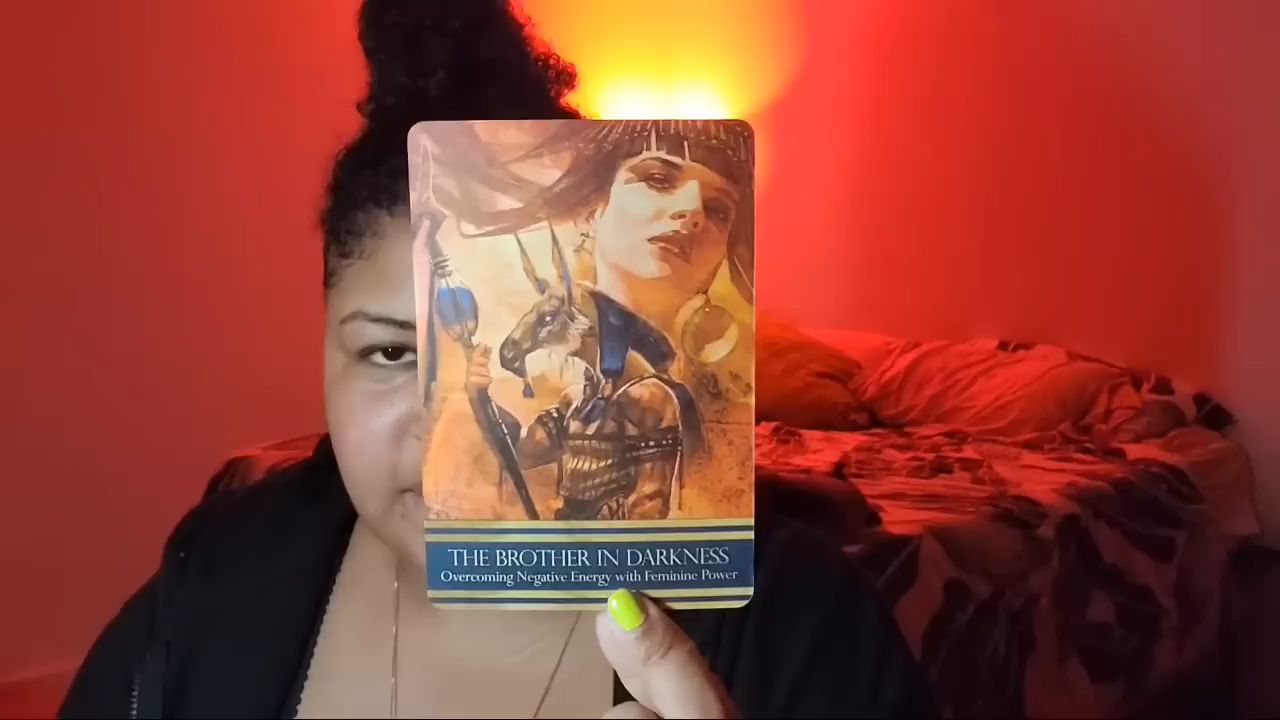 THE BROTHER IN DARKNESS
Overcoming Negative Energy with Feminine Power